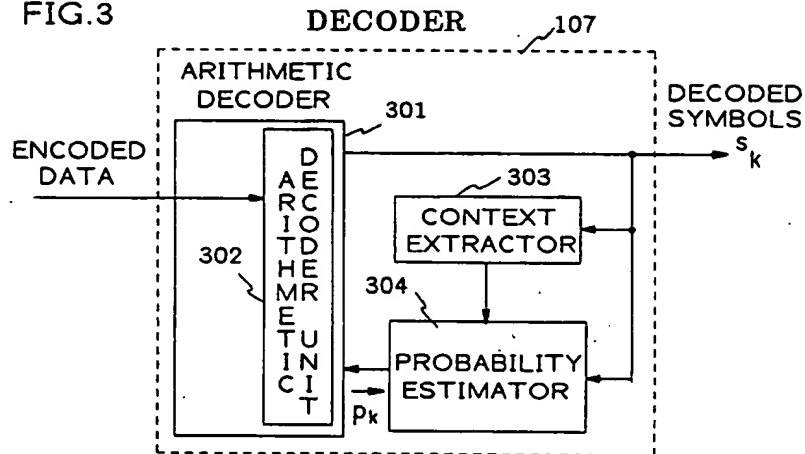 FIG.3
DECODER
107
ARITHMETIC
DECODER
301
DECODED
SYMBOLS
s_k
ENCODED
DATA
ARITHMETIC
DECODER UNIT
302
303
CONTEXT
EXTRACTOR
304
PROBABILITY
ESTIMATOR
p_k